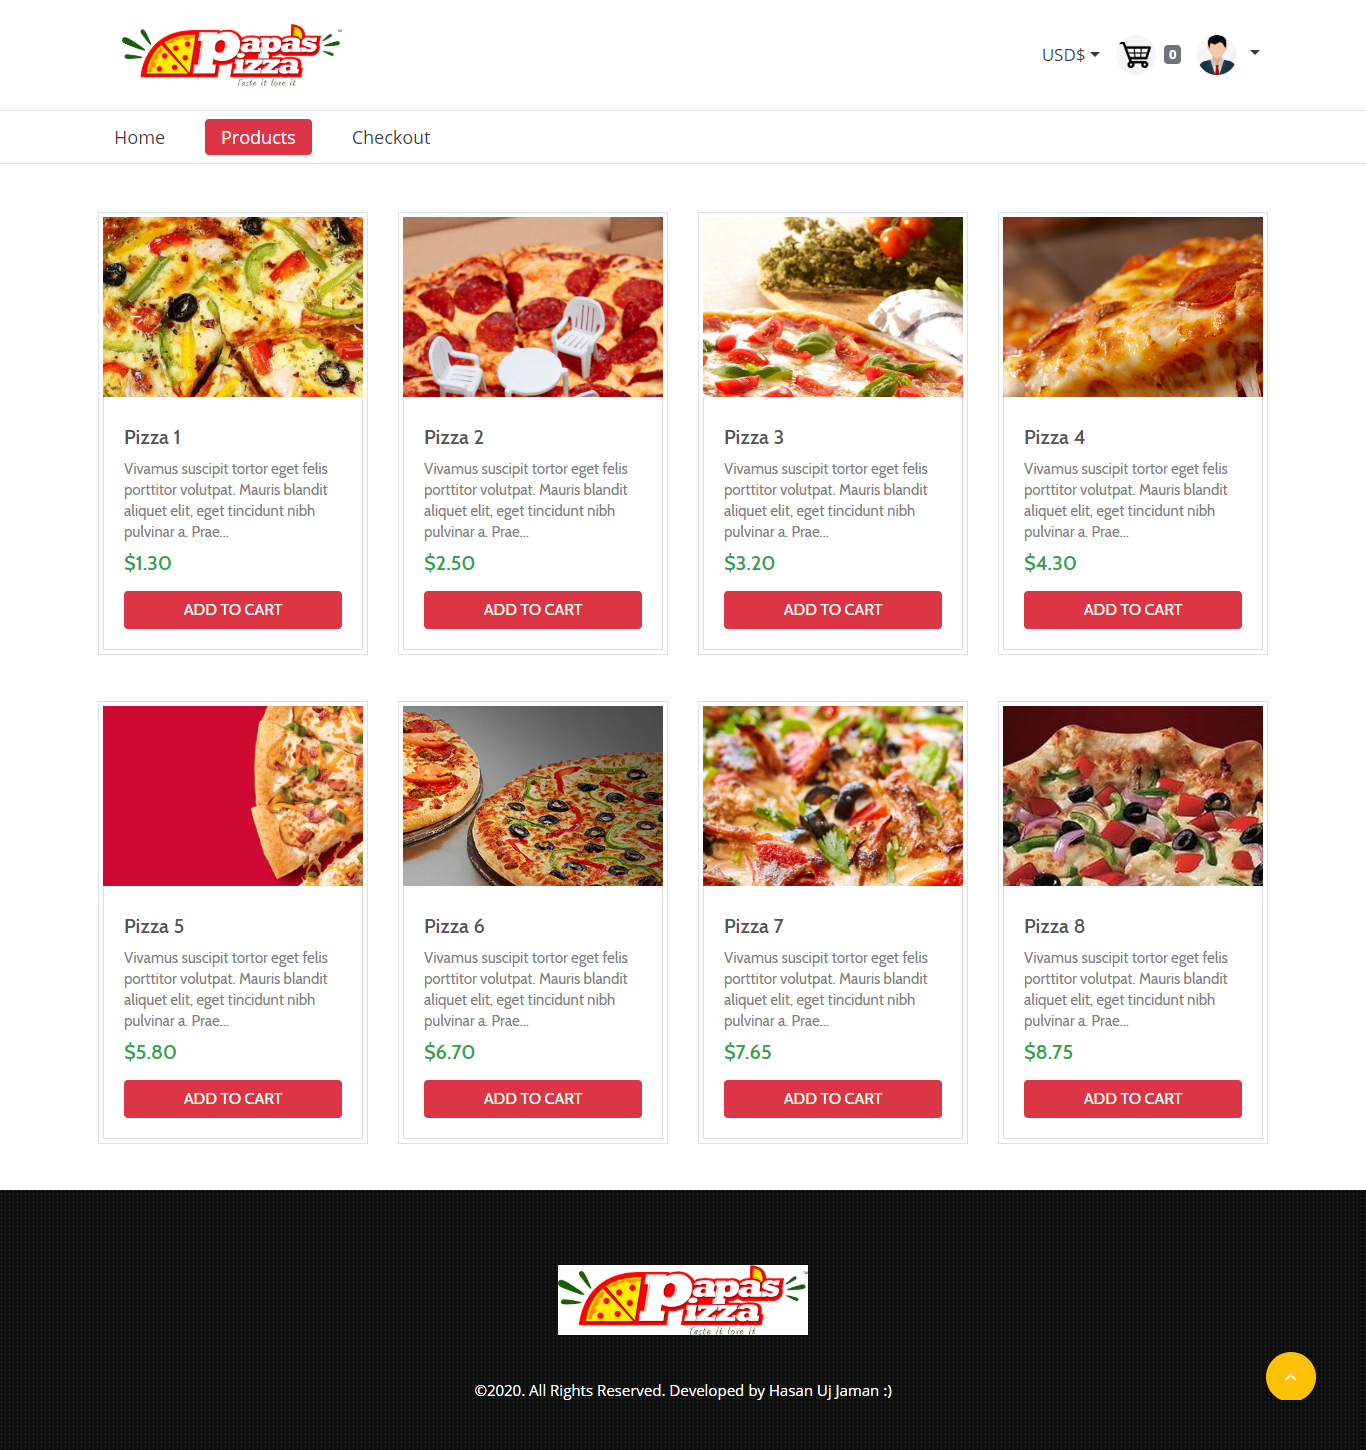 Papa's
Pizza
Taste it love it
USD$
0
Home
Products
Checkout
Pizza 1
Vivamus suscipit tortor eget felis
porttitor volutpat. Mauris blandit
aliquet elit, eget tincidunt nibh
pulvinar a. Prae...
$1.30
ADD TO CART
Pizza 2
Vivamus suscipit tortor eget felis
porttitor volutpat. Mauris blandit
aliquet elit, eget tincidunt nibh
pulvinar a. Prae...
$2.50
ADD TO CART
Pizza 3
Vivamus suscipit tortor eget felis
porttitor volutpat. Mauris blandit
aliquet elit, eget tincidunt nibh
pulvinar a. Prae...
$3.20
ADD TO CART
Pizza 4
Vivamus suscipit tortor eget felis
porttitor volutpat. Mauris blandit
aliquet elit, eget tincidunt nibh
pulvinar a. Prae...
$4.30
ADD TO CART
Pizza 5
Vivamus suscipit tortor eget felis
porttitor volutpat. Mauris blandit
aliquet elit, eget tincidunt nibh
pulvinar a. Prae...
$5.80
ADD TO CART
Pizza 6
Vivamus suscipit tortor eget felis
porttitor volutpat. Mauris blandit
aliquet elit, eget tincidunt nibh
pulvinar a. Prae...
$6.70
ADD TO CART
Pizza 7
Vivamus suscipit tortor eget felis
porttitor volutpat. Mauris blandit
aliquet elit, eget tincidunt nibh
pulvinar a. Prae...
$7.65
ADD TO CART
Pizza 8
Vivamus suscipit tortor eget felis
porttitor volutpat. Mauris blandit
aliquet elit, eget tincidunt nibh
pulvinar a. Prae...
$8.75
ADD TO CART
Papa's
Pizza
Taste it love it
©2020. All Rights Reserved. Developed by Hasan Uj Jaman :)